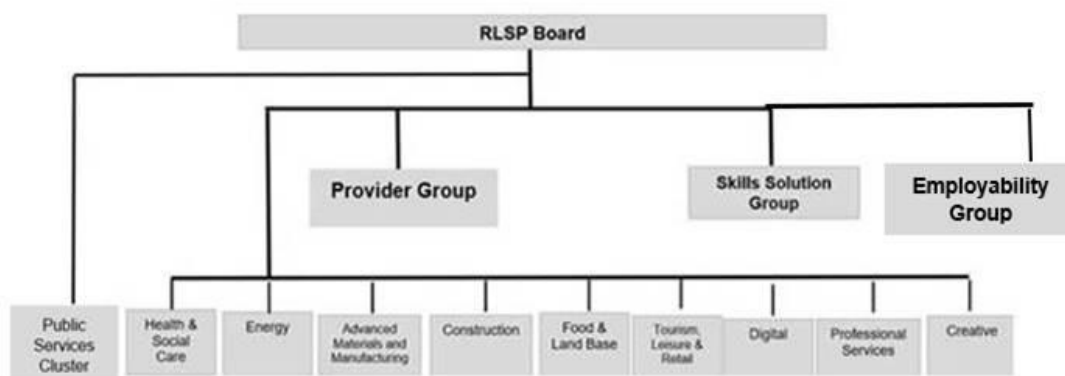 RLSP Board
Provider Group
Skills Solution
Group
Employability
Group
Public
Services
Cluster
Health &
Social
Care
Energy
Advanced
Materials and
Manufacturing
Construction
Food &
Land Base
Tourism,
Leisure &
Retail
Digital
Professional
Services
Creative